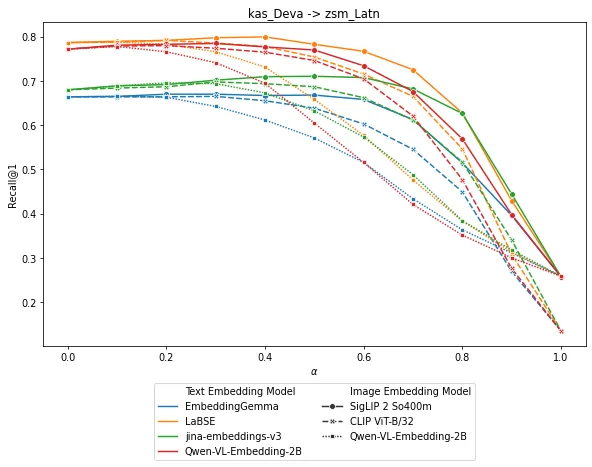 kas_Deva -> zsm_Latn
Recall@1
0.8
0.7
0.6
0.5
0.4
0.3
0.2
0.0 0.2 0.4 0.6 0.8 1.0
α
Text Embedding Model Image Embedding Model
EmbeddingGemma SigLIP 2 So400m
LaBSE CLIP ViT-B/32
jina-embeddings-v3 Qwen-VL-Embedding-2B
Qwen-VL-Embedding-2B